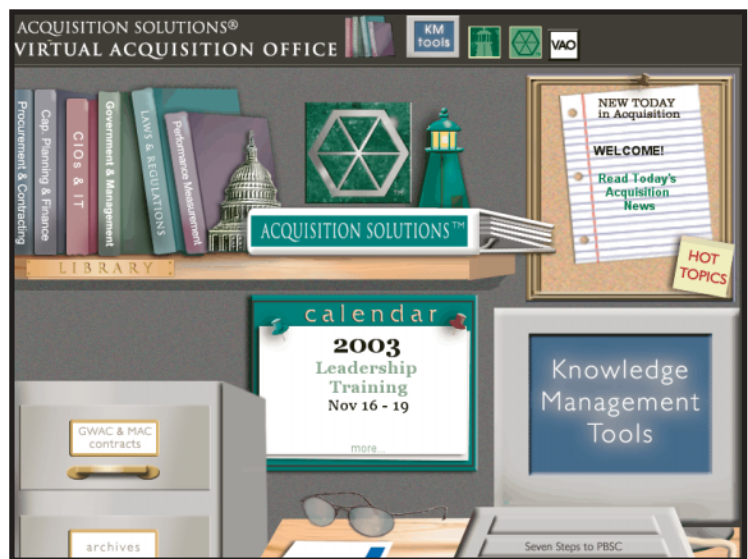 ACQUISITION SOLUTIONS®
VIRTUAL ACQUISITION OFFICE
KM
tools
VAO
Procurement & Contracting
Cap. Planning & Finance
CIOs & IT
Government & Management
LAWS & REGULATIONS
Performance Measurement
ACQUISITION SOLUTIONS™
LIBRARY
NEW TODAY
in Acquisition
WELCOME!
Read Today's
Acquisition
News
HOT
TOPICS
calendar
2003
Leadership
Training
Nov 16 - 19
more...
Knowledge
Management
Tools
GWAC & MAC
contracts
archives
Seven Steps to PBSC